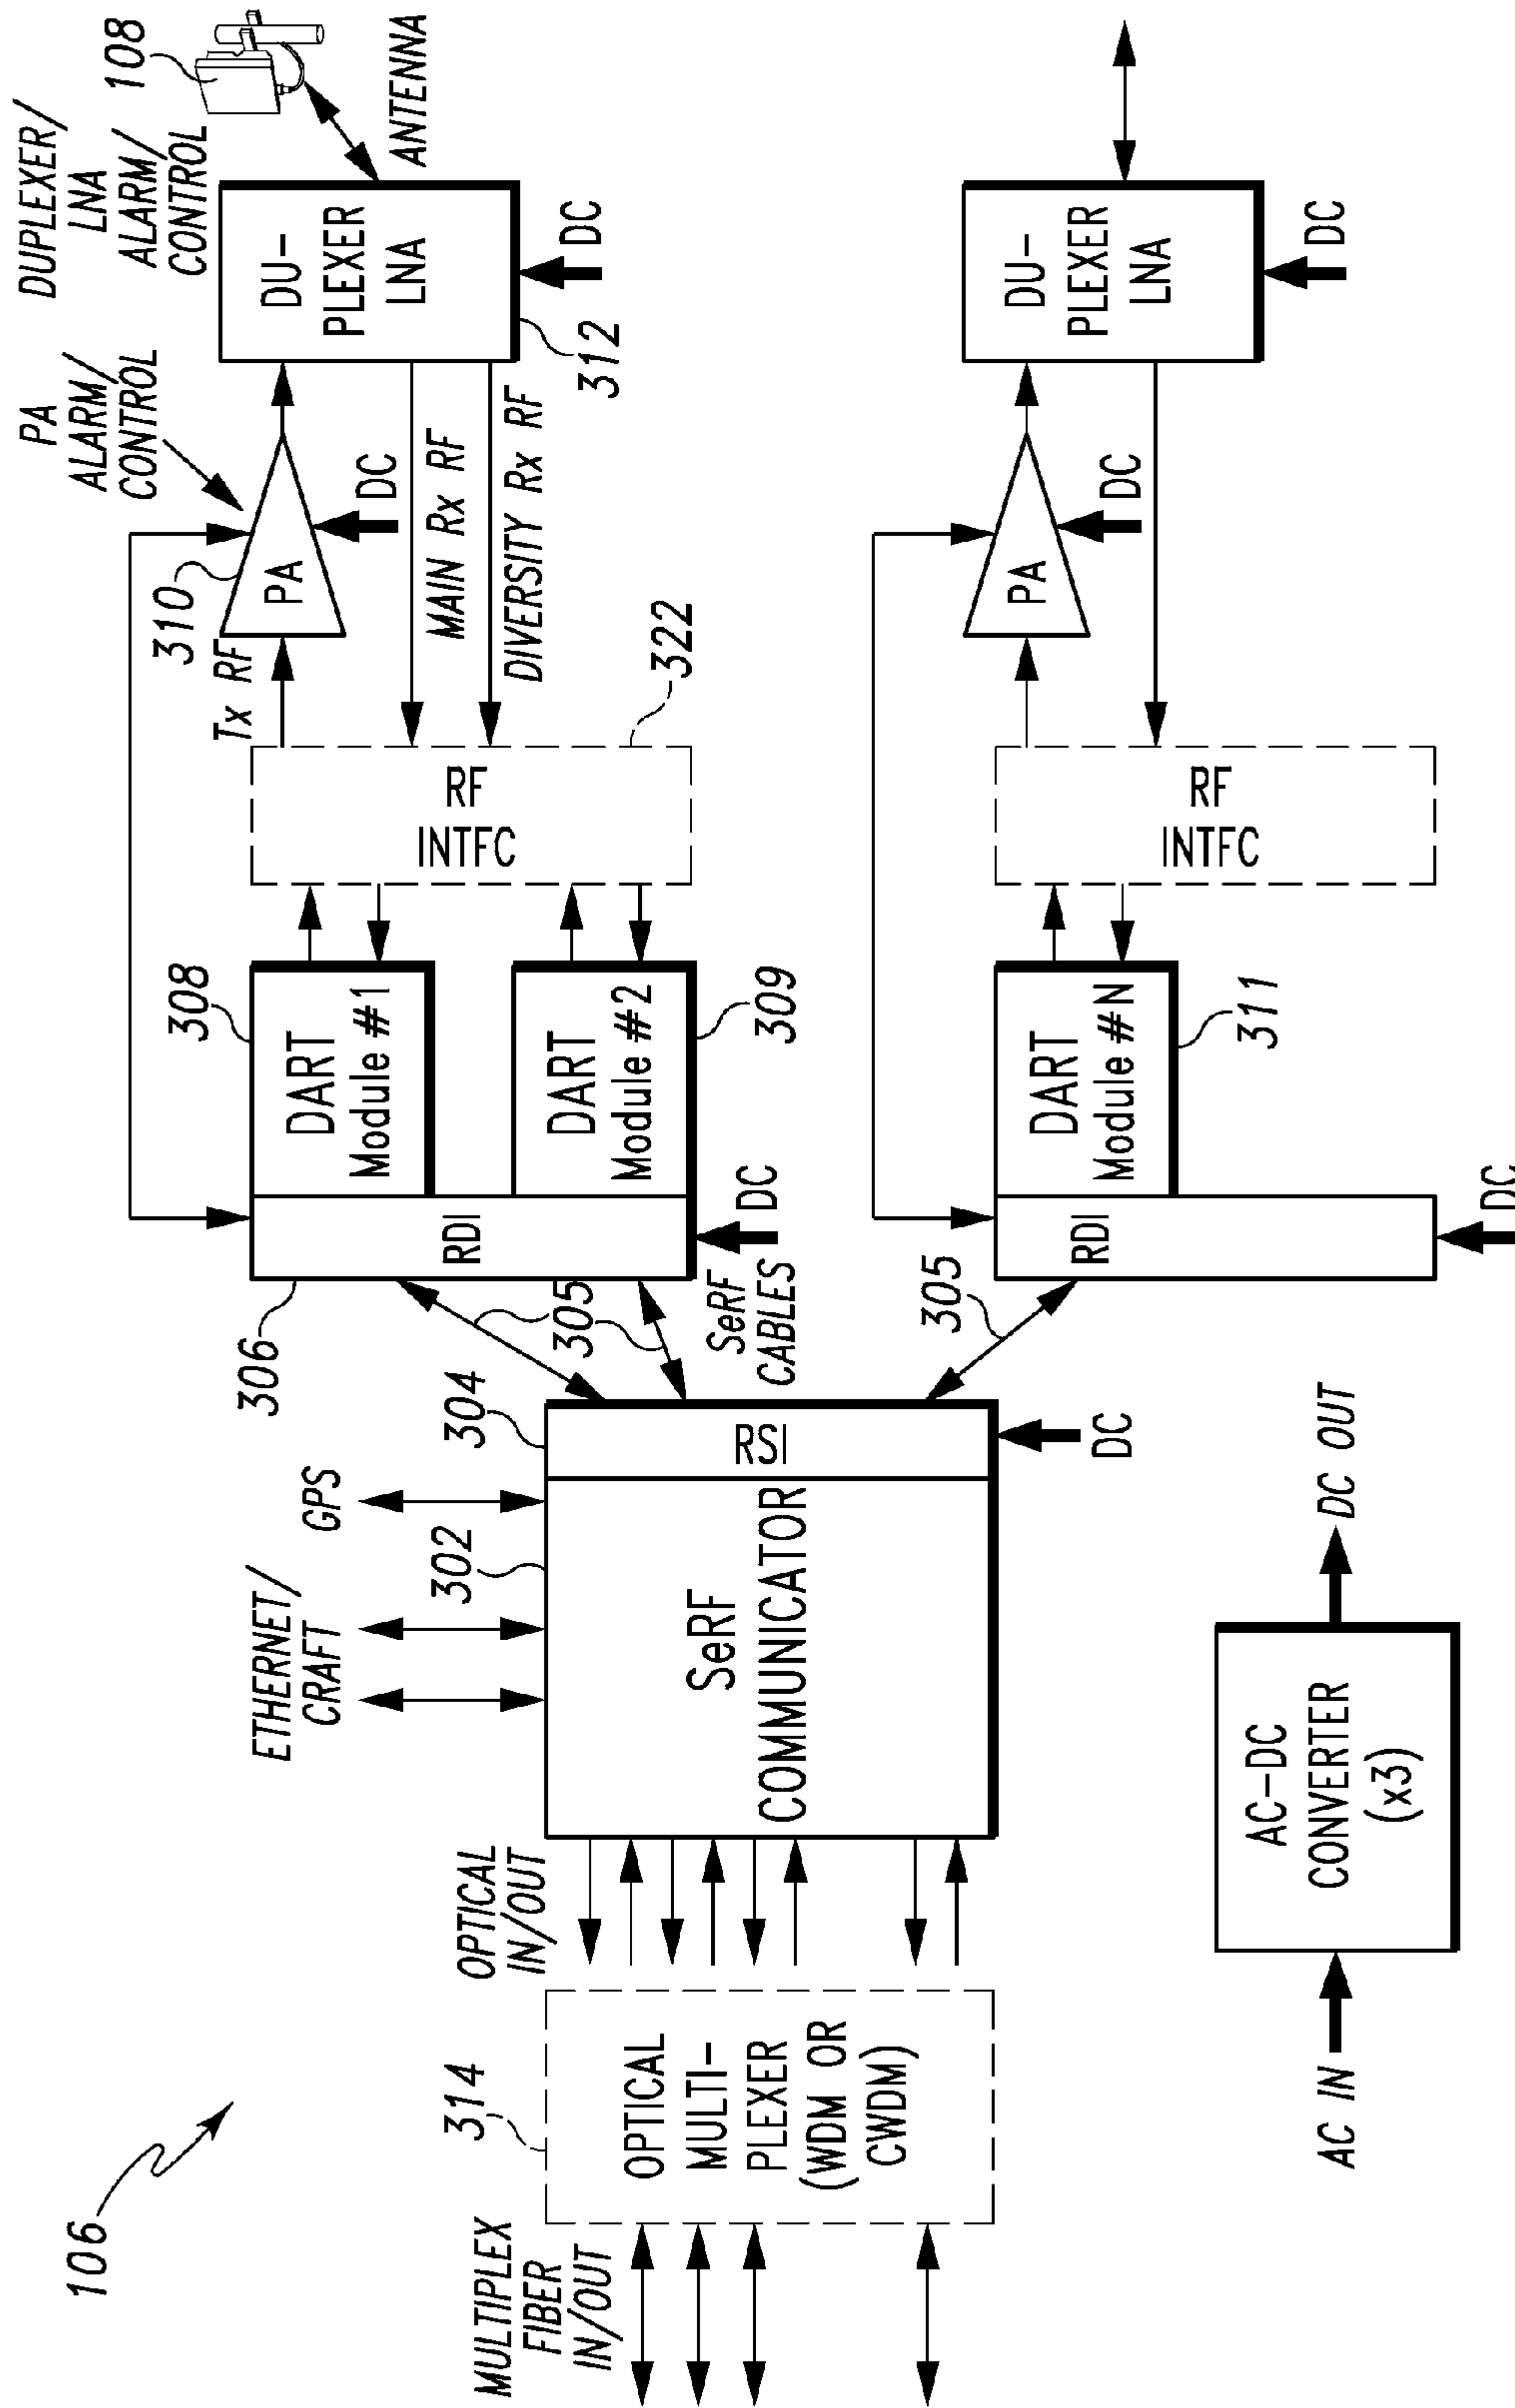 106
MULTIPLEX
FIBER
IN/OUT
314
OPTICAL
MULTI-
PLEXER
(WDM OR
CWDM)
OPTICAL
IN/OUT
ETHERNET/
CRAFT
GPS
302
304
SeRF
COMMUNICATOR
RSI
DC
305
SeRF
CABLES
305
306
RDI
DC
308
DART
Module #1
DART
Module #2
309
RF
INTFC
322
Tx RF
310
PA
PA
ALARM/
CONTROL
DC
MAIN Rx RF
DIVERSITY Rx RF
DUPLEXER/
LNA
ALARM/
CONTROL
DU-
PLEXER
LNA
312
DC
108
ANTENNA
RDI
DC
DART
Module #N
311
RF
INTFC
PA
DC
DU-
PLEXER
LNA
DC
AC IN
AC-DC
CONVERTER
(x3)
DC OUT